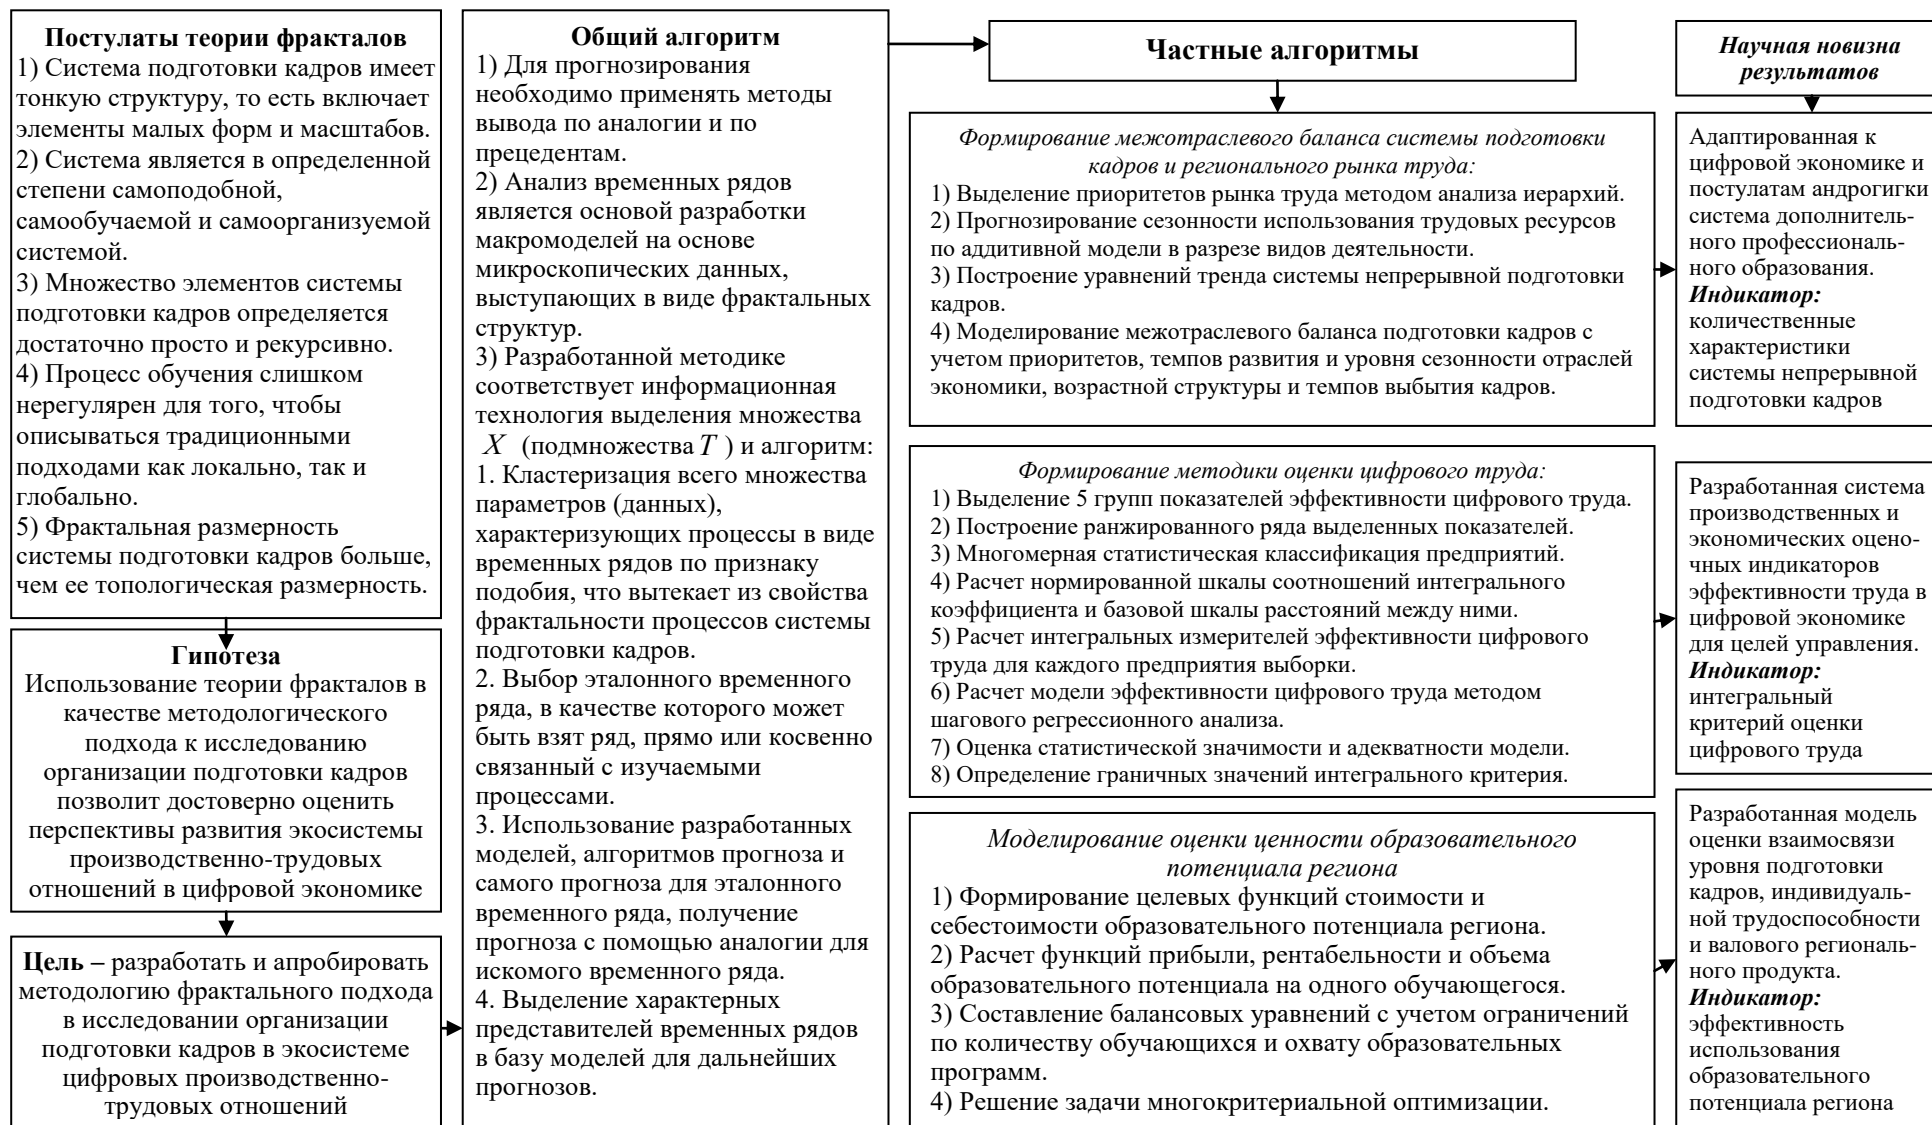 Постулаты теории фракталов
1) Система подготовки кадров имеет
тонкую структуру, то есть включает
элементы малых форм и масштабов.
2) Система является в определенной
степени самоподобной,
самообучаемой и самоорганизуемой
системой.
3) Множество элементов системы
подготовки кадров определяется
достаточно просто и рекурсивно.
4) Процесс обучения слишком
нерегулярен для того, чтобы
описываться традиционными
подходами как локально, так и
глобально.
5) Фрактальная размерность
системы подготовки кадров больше,
чем ее топологическая размерность.
Гипотеза
Использование теории фракталов в
качестве методологического
подхода к исследованию
организации подготовки кадров
позволит достоверно оценить
перспективы развития экосистемы
производственно-трудовых
отношений в цифровой экономике
Цель – разработать и апробировать
методологию фрактального подхода
в исследовании организации
подготовки кадров в экосистеме
цифровых производственно-
трудовых отношений
Общий алгоритм
1) Для прогнозирования
необходимо применять методы
вывода по аналогии и по
прецедентам.
2) Анализ временных рядов
является основой разработки
макромоделей на основе
микроскопических данных,
выступающих в виде фрактальных
структур.
3) Разработанной методике
соответствует информационная
технология выделения множества
X (подмножества T ) и алгоритм:
1. Кластеризация всего множества
параметров (данных),
характеризующих процессы в виде
временных рядов по признаку
подобия, что вытекает из свойства
фрактальности процессов системы
подготовки кадров.
2. Выбор эталонного временного
ряда, в качестве которого может
быть взят ряд, прямо или косвенно
связанный с изучаемыми
процессами.
3. Использование разработанных
моделей, алгоритмов прогноза и
самого прогноза для эталонного
временного ряда, получение
прогноза с помощью аналогии для
искомого временного ряда.
4. Выделение характерных
представителей временных рядов
в базу моделей для дальнейших
прогнозов.
Частные алгоритмы
Формирование межотраслевого баланса системы подготовки
кадров и регионального рынка труда:
1) Выделение приоритетов рынка труда методом анализа иерархий.
2) Прогнозирование сезонности использования трудовых ресурсов
по аддитивной модели в разрезе видов деятельности.
3) Построение уравнений тренда системы непрерывной подготовки
кадров.
4) Моделирование межотраслевого баланса подготовки кадров с
учетом приоритетов, темпов развития и уровня сезонности отраслей
экономики, возрастной структуры и темпов выбытия кадров.
Формирование методики оценки цифрового труда:
1) Выделение 5 групп показателей эффективности цифрового труда.
2) Построение ранжированного ряда выделенных показателей.
3) Многомерная статистическая классификация предприятий.
4) Расчет нормированной шкалы соотношений интегрального
коэффициента и базовой шкалы расстояний между ними.
5) Расчет интегральных измерителей эффективности цифрового
труда для каждого предприятия выборки.
6) Расчет модели эффективности цифрового труда методом
шагового регрессионного анализа.
7) Оценка статистической значимости и адекватности модели.
8) Определение граничных значений интегрального критерия.
Моделирование оценки ценности образовательного
потенциала региона
1) Формирование целевых функций стоимости и
себестоимости образовательного потенциала региона.
2) Расчет функций прибыли, рентабельности и объема
образовательного потенциала на одного обучающегося.
3) Составление балансовых уравнений с учетом ограничений
по количеству обучающихся и охвату образовательных
программ.
4) Решение задачи многокритериальной оптимизации.
Научная новизна
результатов
Адаптированная к
цифровой экономике и
постулатам андрогигки
система дополнитель-
ного профессиональ-
ного образования.
Индикатор:
количественные
характеристики
системы непрерывной
подготовки кадров
Разработанная система
производственных и
экономических оцено-
чных индикаторов
эффективности труда в
цифровой экономике
для целей управления.
Индикатор:
интегральный
критерий оценки
цифрового труда
Разработанная модель
оценки взаимосвязи
уровня подготовки
кадров, индивидуаль-
ной трудоспособности
и валового региональ-
ного продукта.
Индикатор:
эффективность
использования
образовательного
потенциала региона